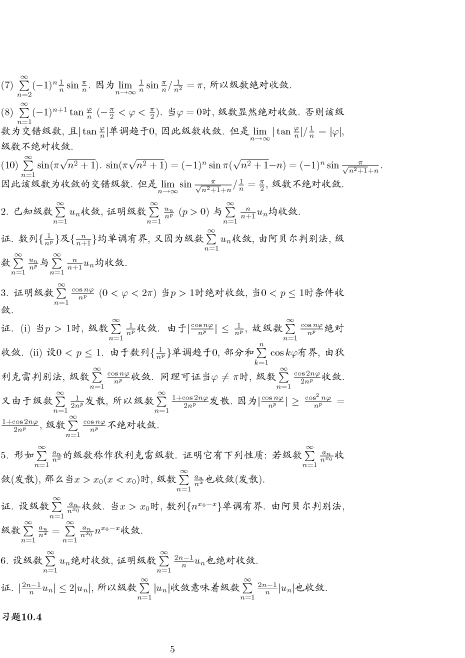 (7) $\sum_{n=2}^{\infty}(-1)^n\frac{1}{n}\sin\frac{\pi}{n}$. 因为$\lim_{n\to\infty}\frac{1}{n}\sin\frac{\pi}{n}/\frac{1}{n^2}=\pi$, 所以级数绝对收敛.
(8) $\sum_{n=1}^{\infty}(-1)^{n+1}\tan\frac{\varphi}{n}$ $(-\frac{\pi}{2}<\varphi<\frac{\pi}{2})$. 当$\varphi=0$时, 级数显然绝对收敛. 否则该级
数为交错级数, 且$|\tan\frac{\varphi}{n}|$单调趋于0, 因此级数收敛. 但是$\lim_{n\to\infty}|\tan\frac{\varphi}{n}|/\frac{1}{n}=|\varphi|$,
级数不绝对收敛.
(10) $\sum_{n=1}^{\infty}\sin(\pi\sqrt{n^2+1})$. $\sin(\pi\sqrt{n^2+1})=(-1)^n\sin\pi(\sqrt{n^2+1}-n)=(-1)^n\sin\frac{\pi}{\sqrt{n^2+1}+n}$.
因此该级数为收敛的交错级数. 但是$\lim_{n\to\infty}\sin\frac{\pi}{\sqrt{n^2+1}+n}/\frac{1}{n}=\frac{\pi}{2}$, 级数不绝对收敛.
2. 已知级数$\sum_{n=1}^{\infty}u_n$收敛, 证明级数$\sum_{n=1}^{\infty}\frac{u_n}{n^p}$ $(p>0)$ 与$\sum_{n=1}^{\infty}\frac{n}{n+1}u_n$均收敛.
证. 数列$\{\frac{1}{n^p}\}$及$\{\frac{n}{n+1}\}$均单调有界, 又因为级数$\sum_{n=1}^{\infty}u_n$收敛, 由阿贝尔判别法, 级
数$\sum_{n=1}^{\infty}\frac{u_n}{n^p}$与$\sum_{n=1}^{\infty}\frac{n}{n+1}u_n$均收敛.
3. 证明级数$\sum_{n=1}^{\infty}\frac{\cos n\varphi}{n^p}$ $(0<\varphi<2\pi)$ 当$p>1$时绝对收敛, 当$0<p\leq 1$时条件收
敛.
证. (i) 当$p>1$时, 级数$\sum_{n=1}^{\infty}\frac{1}{n^p}$收敛. 由于$|\frac{\cos n\varphi}{n^p}|\leq\frac{1}{n^p}$, 故级数$\sum_{n=1}^{\infty}\frac{\cos n\varphi}{n^p}$绝对
收敛. (ii) 设$0<p\leq 1$. 由于数列$\{\frac{1}{n^p}\}$单调趋于0, 部分和$\sum_{k=1}^{n}\cos k\varphi$有界, 由狄
利克雷判别法, 级数$\sum_{n=1}^{\infty}\frac{\cos n\varphi}{n^p}$收敛. 同理可证当$\varphi\neq\pi$时, 级数$\sum_{n=1}^{\infty}\frac{\cos 2n\varphi}{2n^p}$收敛.
又由于级数$\sum_{n=1}^{\infty}\frac{1}{2n^p}$发散, 所以级数$\sum_{n=1}^{\infty}\frac{1+\cos 2n\varphi}{2n^p}$发散. 因为$|\frac{\cos n\varphi}{n^p}|\geq\frac{\cos^2 n\varphi}{n^p}=$
$\frac{1+\cos 2n\varphi}{2n^p}$, 级数$\sum_{n=1}^{\infty}\frac{\cos n\varphi}{n^p}$不绝对收敛.
5. 形如$\sum_{n=1}^{\infty}\frac{a_n}{n^x}$的级数称作狄利克雷级数. 证明它有下列性质: 若级数$\sum_{n=1}^{\infty}\frac{a_n}{n^{x_0}}$收
敛(发散), 那么当$x>x_0(x<x_0)$时, 级数$\sum_{n=1}^{\infty}\frac{a_n}{n^x}$也收敛(发散).
证. 设级数$\sum_{n=1}^{\infty}\frac{a_n}{n^{x_0}}$收敛. 当$x>x_0$时, 数列$\{n^{x_0-x}\}$单调有界. 由阿贝尔判别法,
级数$\sum_{n=1}^{\infty}\frac{a_n}{n^x}=\sum_{n=1}^{\infty}\frac{a_n}{n^{x_0}}n^{x_0-x}$收敛.
6. 设级数$\sum_{n=1}^{\infty}u_n$绝对收敛, 证明级数$\sum_{n=1}^{\infty}\frac{2n-1}{n}u_n$也绝对收敛.
证. $|\frac{2n-1}{n}u_n|\leq 2|u_n|$, 所以级数$\sum_{n=1}^{\infty}|u_n|$收敛意味着级数$\sum_{n=1}^{\infty}|\frac{2n-1}{n}|u_n|$也收敛.
习题10.4
5